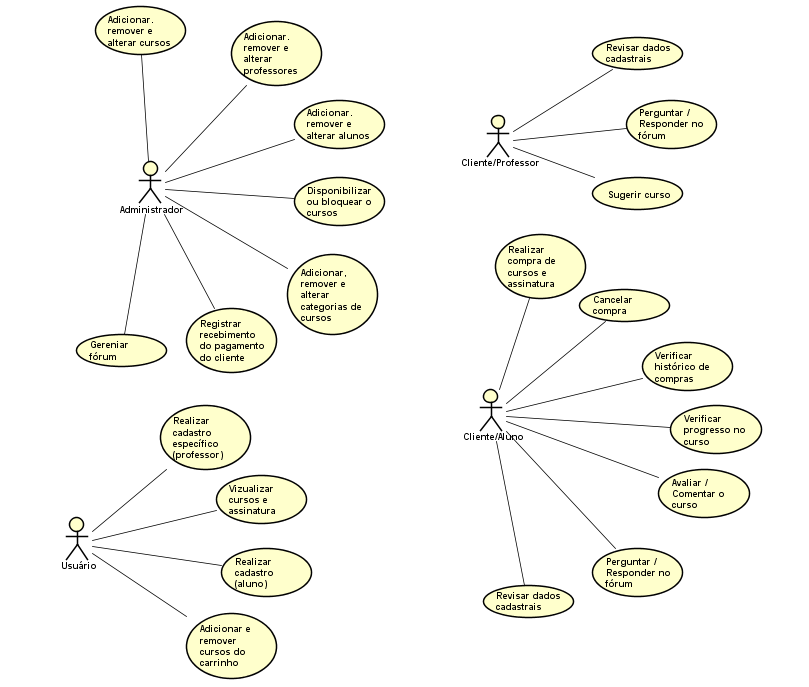 Adicionar.
remover e
alterar cursos
Adicionar.
remover e
alterar
professores
Adicionar.
remover e
alterar alunos
Administrador
Disponibilizar
ou bloquear o
cursos
Adicionar,
remover e
alterar
categorias de
cursos
Registrar
recebimento
do pagamento
do cliente
Gereniar
fórum
Revisar dados
cadastrais
Perguntar /
Responder no
fórum
Cliente/Professor
Sugerir curso
Realizar
compra de
cursos e
assinatura
Cancelar
compra
Verificar
histórico de
compras
Verificar
progresso no
curso
Cliente/Aluno
Avaliar /
Comentar o
curso
Perguntar /
Responder no
fórum
Revisar dados
cadastrais
Realizar
cadastro
específico
(professor)
Vizualizar
cursos e
assinatura
Usuário
Realizar
cadastro
(aluno)
Adicionar e
remover
cursos do
carrinho